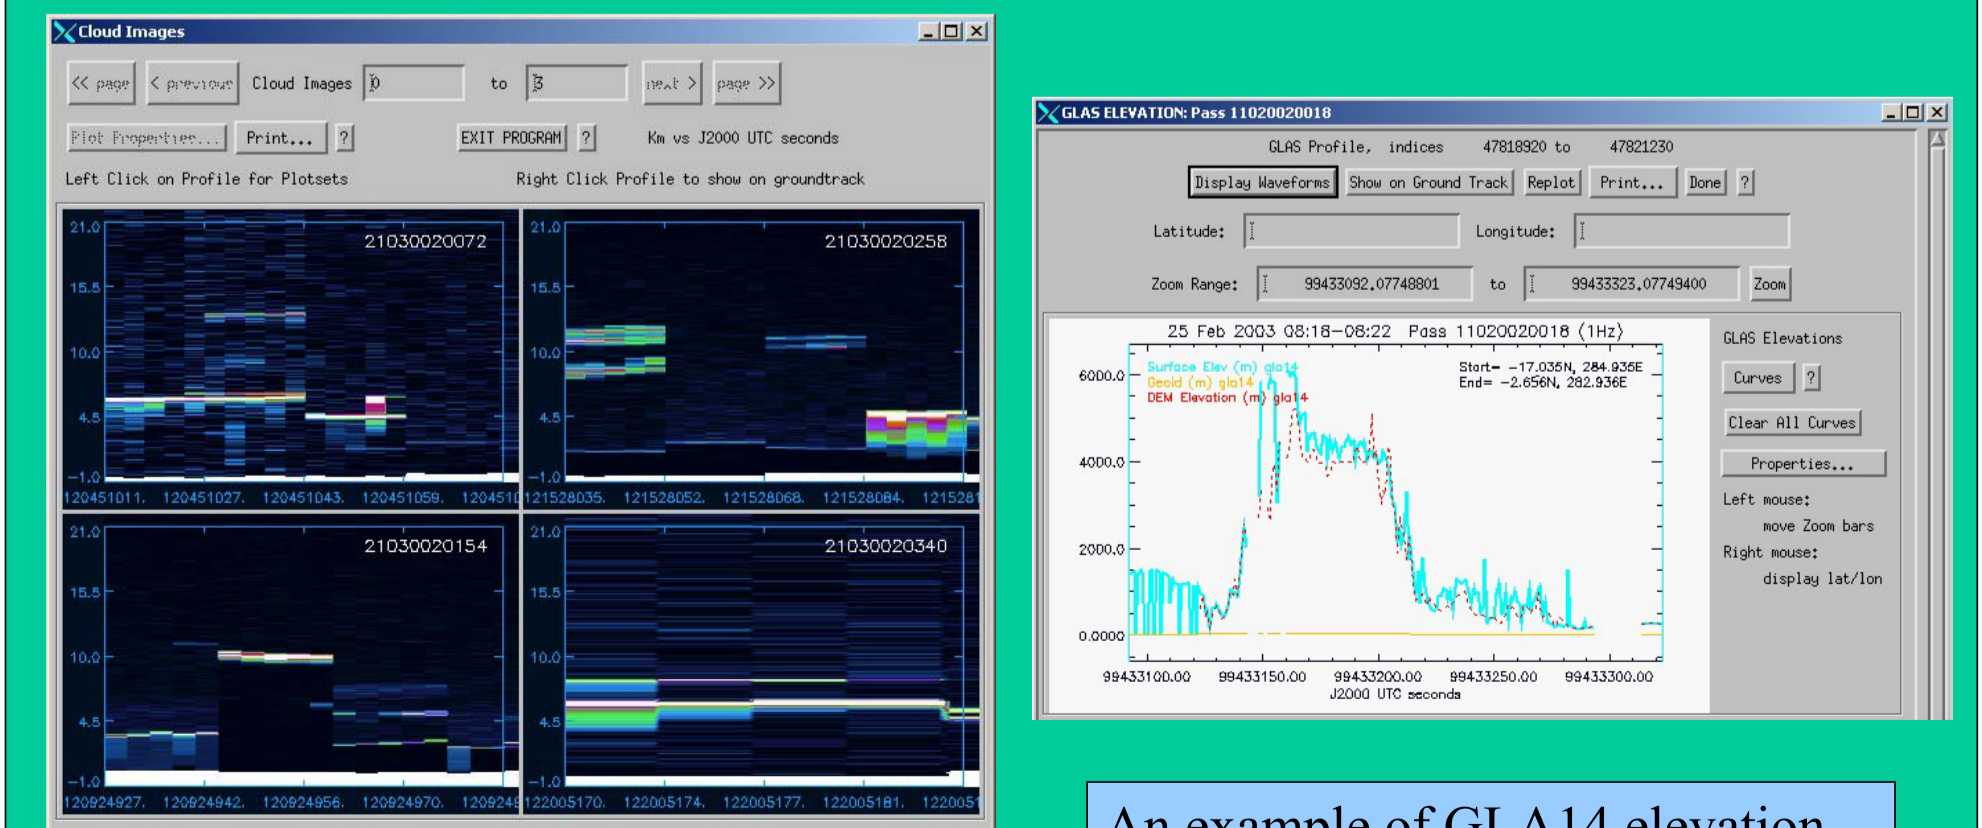 Cloud Images
<< page < previous Cloud Images 0 to 3 next > page >>
Plot Properties... Print... ? EXIT PROGRAM ? Km vs J2000 UTC seconds
Left Click on Profile for Plotsets Right Click Profile to show on groundtrack
21.0 21030020072
15.5
10.0
4.5
-1.0
120451011. 120451027. 120451043. 120451059. 120451
21.0 21030020258
15.5
10.0
4.5
-1.0
121528035. 121528052. 121528068. 121528084. 121528
21.0 21030020154
15.5
10.0
4.5
-1.0
120924927. 120924942. 120924956. 120924970. 120924
21.0 21030020340
15.5
10.0
4.5
-1.0
122005170. 122005174. 122005177. 122005181. 122005
GLAS ELEVATION: Pass 11020020018
GLAS Profile, indices 47818920 to 47821230
Display Waveforms Show on Ground Track Replot Print... Done ?
Latitude: Longitude:
Zoom Range: 99433092.07748801 to 99433323.07749400 Zoom
25 Feb 2003 08:18-08:22 Pass 11020020018 (1Hz)
Surface Elev (m) gla14
Geoid (m) gla14
DEM Elevation (m) gla14
Start= -17.035N, 284.935E
End= -2.656N, 282.936E
6000.0
4000.0
2000.0
0.0000
99433100.00 99433150.00 99433200.00 99433250.00 99433300.00
J2000 UTC seconds
GLAS Elevations
Curves ?
Clear All Curves
Properties...
Left mouse:
move Zoom bars
Right mouse:
display lat/lon
An example of GLA14 elevation